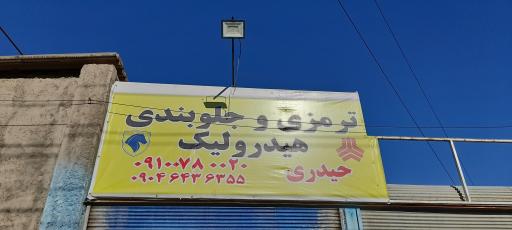 ترمزی و جلوبندی
هیدرولیک
حیدری
۰۹۱۰۰۷۸۰۰۲۰
۰۹۰۴۶۴۳۶۳۵۵